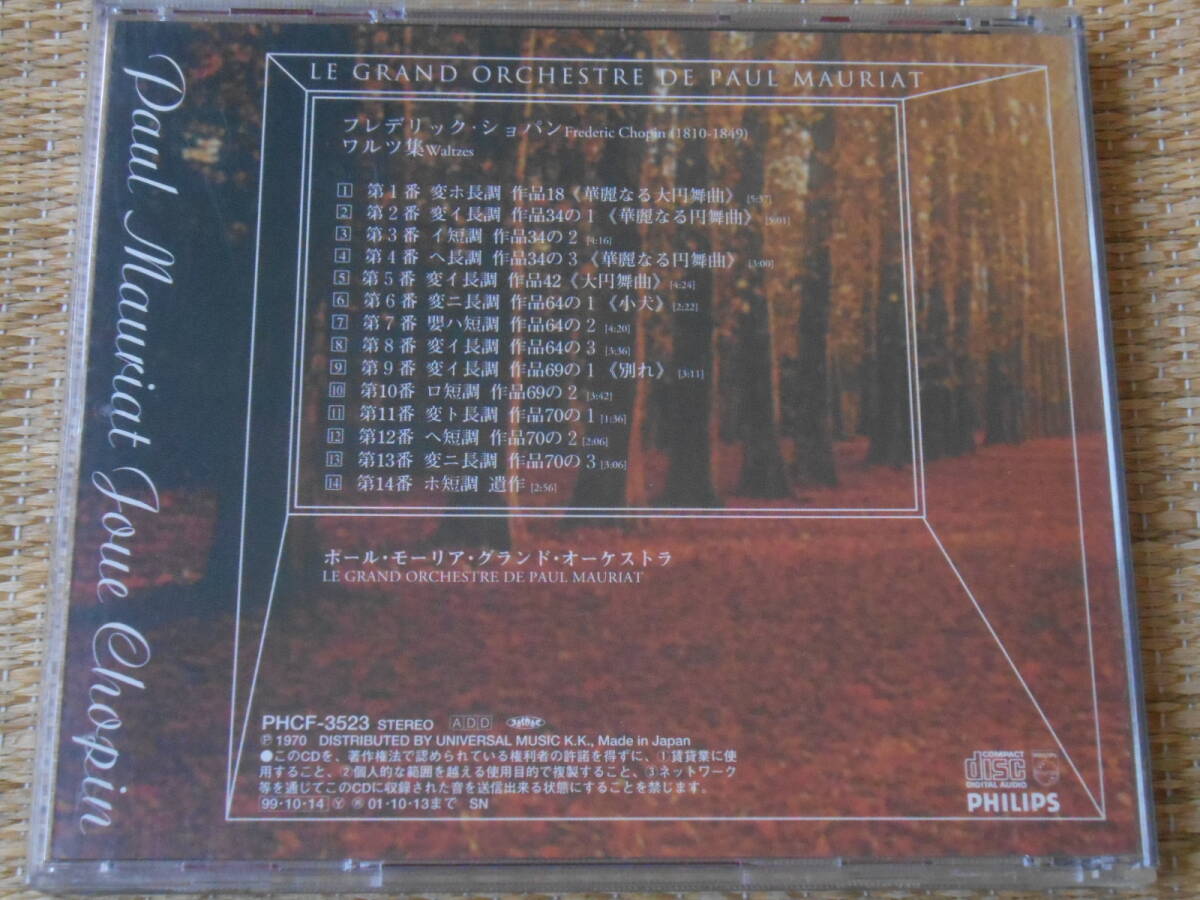 Paul Mauriat Joue Chopin
LE GRAND ORCHESTRE DE PAUL MAURIAT
フレデリック・ショパンFrederic Chopin (1810-1849)
ワルツ集Waltzes
1 第1番 変ホ長調 作品18《華麗なる大円舞曲》 [5:37]
2 第2番 変イ長調 作品34の1《華麗なる円舞曲》 [5:01]
3 第3番 イ短調 作品34の2 [4:16]
4 第4番 ヘ長調 作品34の3《華麗なる円舞曲》 [3:00]
5 第5番 変イ長調 作品42《大円舞曲》 [4:24]
6 第6番 変ニ長調 作品64の1《小犬》 [2:22]
7 第7番 嬰ハ短調 作品64の2 [4:20]
8 第8番 変イ長調 作品64の3 [3:36]
9 第9番 変イ長調 作品69の1《別れ》 [3:11]
10 第10番 ロ短調 作品69の2 [3:42]
11 第11番 変ト長調 作品70の1 [1:36]
12 第12番 ヘ短調 作品70の2 [2:06]
13 第13番 変ニ長調 作品70の3 [3:06]
14 第14番 ホ短調 遺作 [2:56]
ポール・モーリア・グランド・オーケストラ
LE GRAND ORCHESTRE DE PAUL MAURIAT
PHCF-3523 STEREO ADD
℗ 1970 DISTRIBUTED BY UNIVERSAL MUSIC K.K., Made in Japan
●このCDを、著作権法で認められている権利者の許諾を得ずに、①賃貸業に使
用すること、②個人的な範囲を越える使用目的で複製すること、③ネットワーク
等を通じてこのCDに収録された音を送信出来る状態にすることを禁じます。
99・10・14 Ⓨ 01・10・13まで SN
COMPACT
disc
DIGITAL AUDIO
PHILIPS